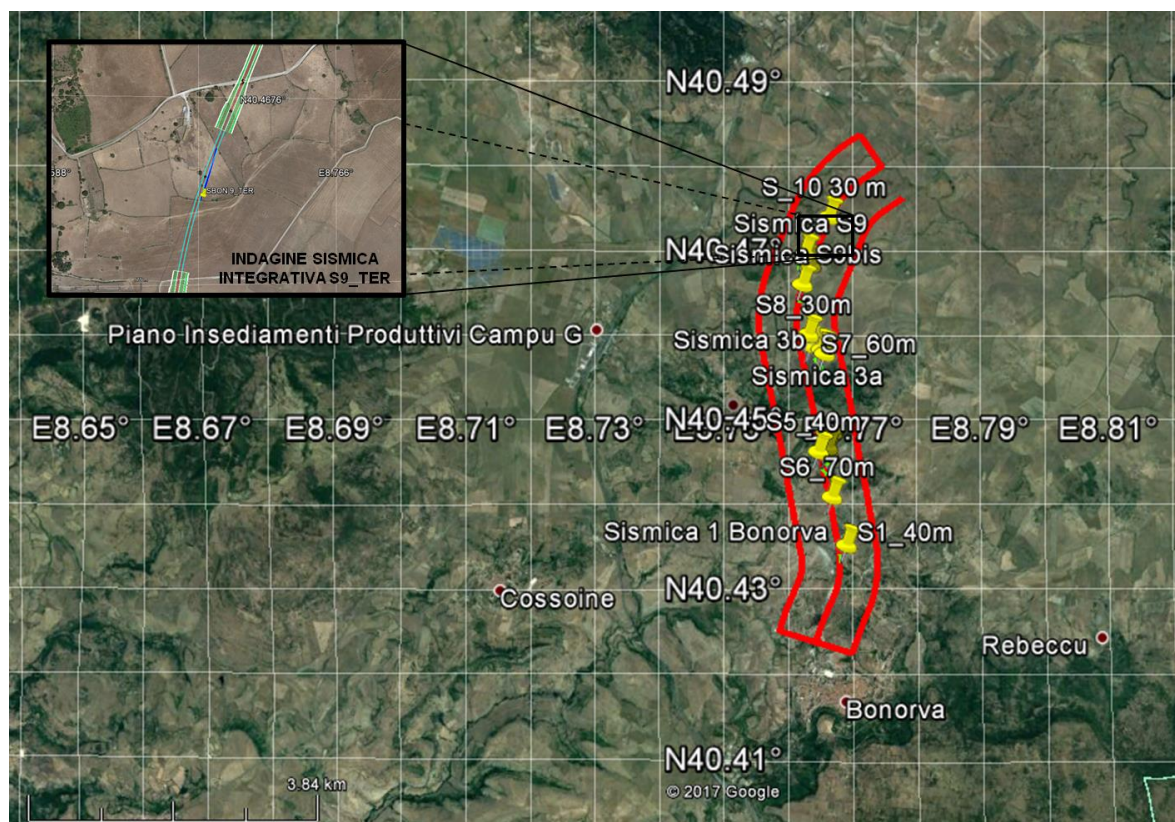 N40.49°
N40.4676°
588°
E8.766°
SBON_9_TER
INDAGINE SISMICA
INTEGRATIVA S9_TER
S_10 30 m
Sismica S9
N40.47°
Sismica S9bis
S8_30m
Piano Insediamenti Produttivi Campu G
Sismica 3b
S7_60m
Sismica 3a
E8.65°
E8.67°
E8.69°
E8.71°
E8.73°
N40.45°
S5_40m
E8.77°
E8.79°
E8.81°
S6_70m
Sismica 1 Bonorva
S1_40m
N40.43°
Cossoine
Rebeccu
Bonorva
N40.41°
3.84 km
© 2017 Google